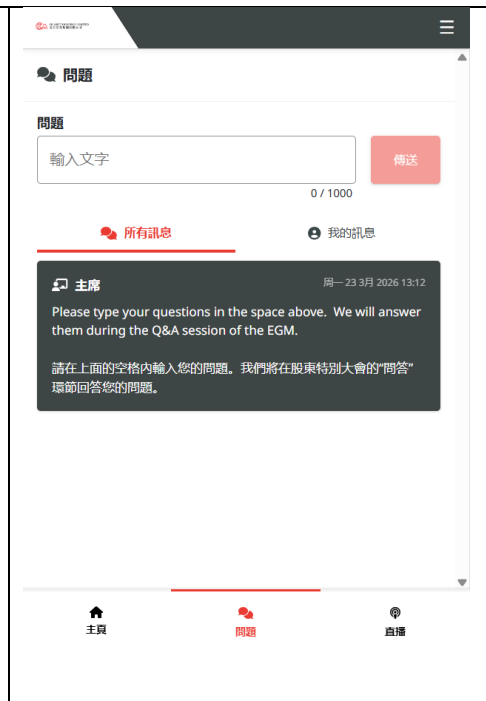 問題
問題
輸入文字
傳送
0 / 1000
所有訊息
我的訊息
主席
周一 23 3月 2026 13:12
Please type your questions in the space above.  We will answer
them during the Q&A session of the EGM.
請在上面的空格內輸入您的問題。我們將在股東特別大會的“問答”
環節回答您的問題。
主頁
問題
直播